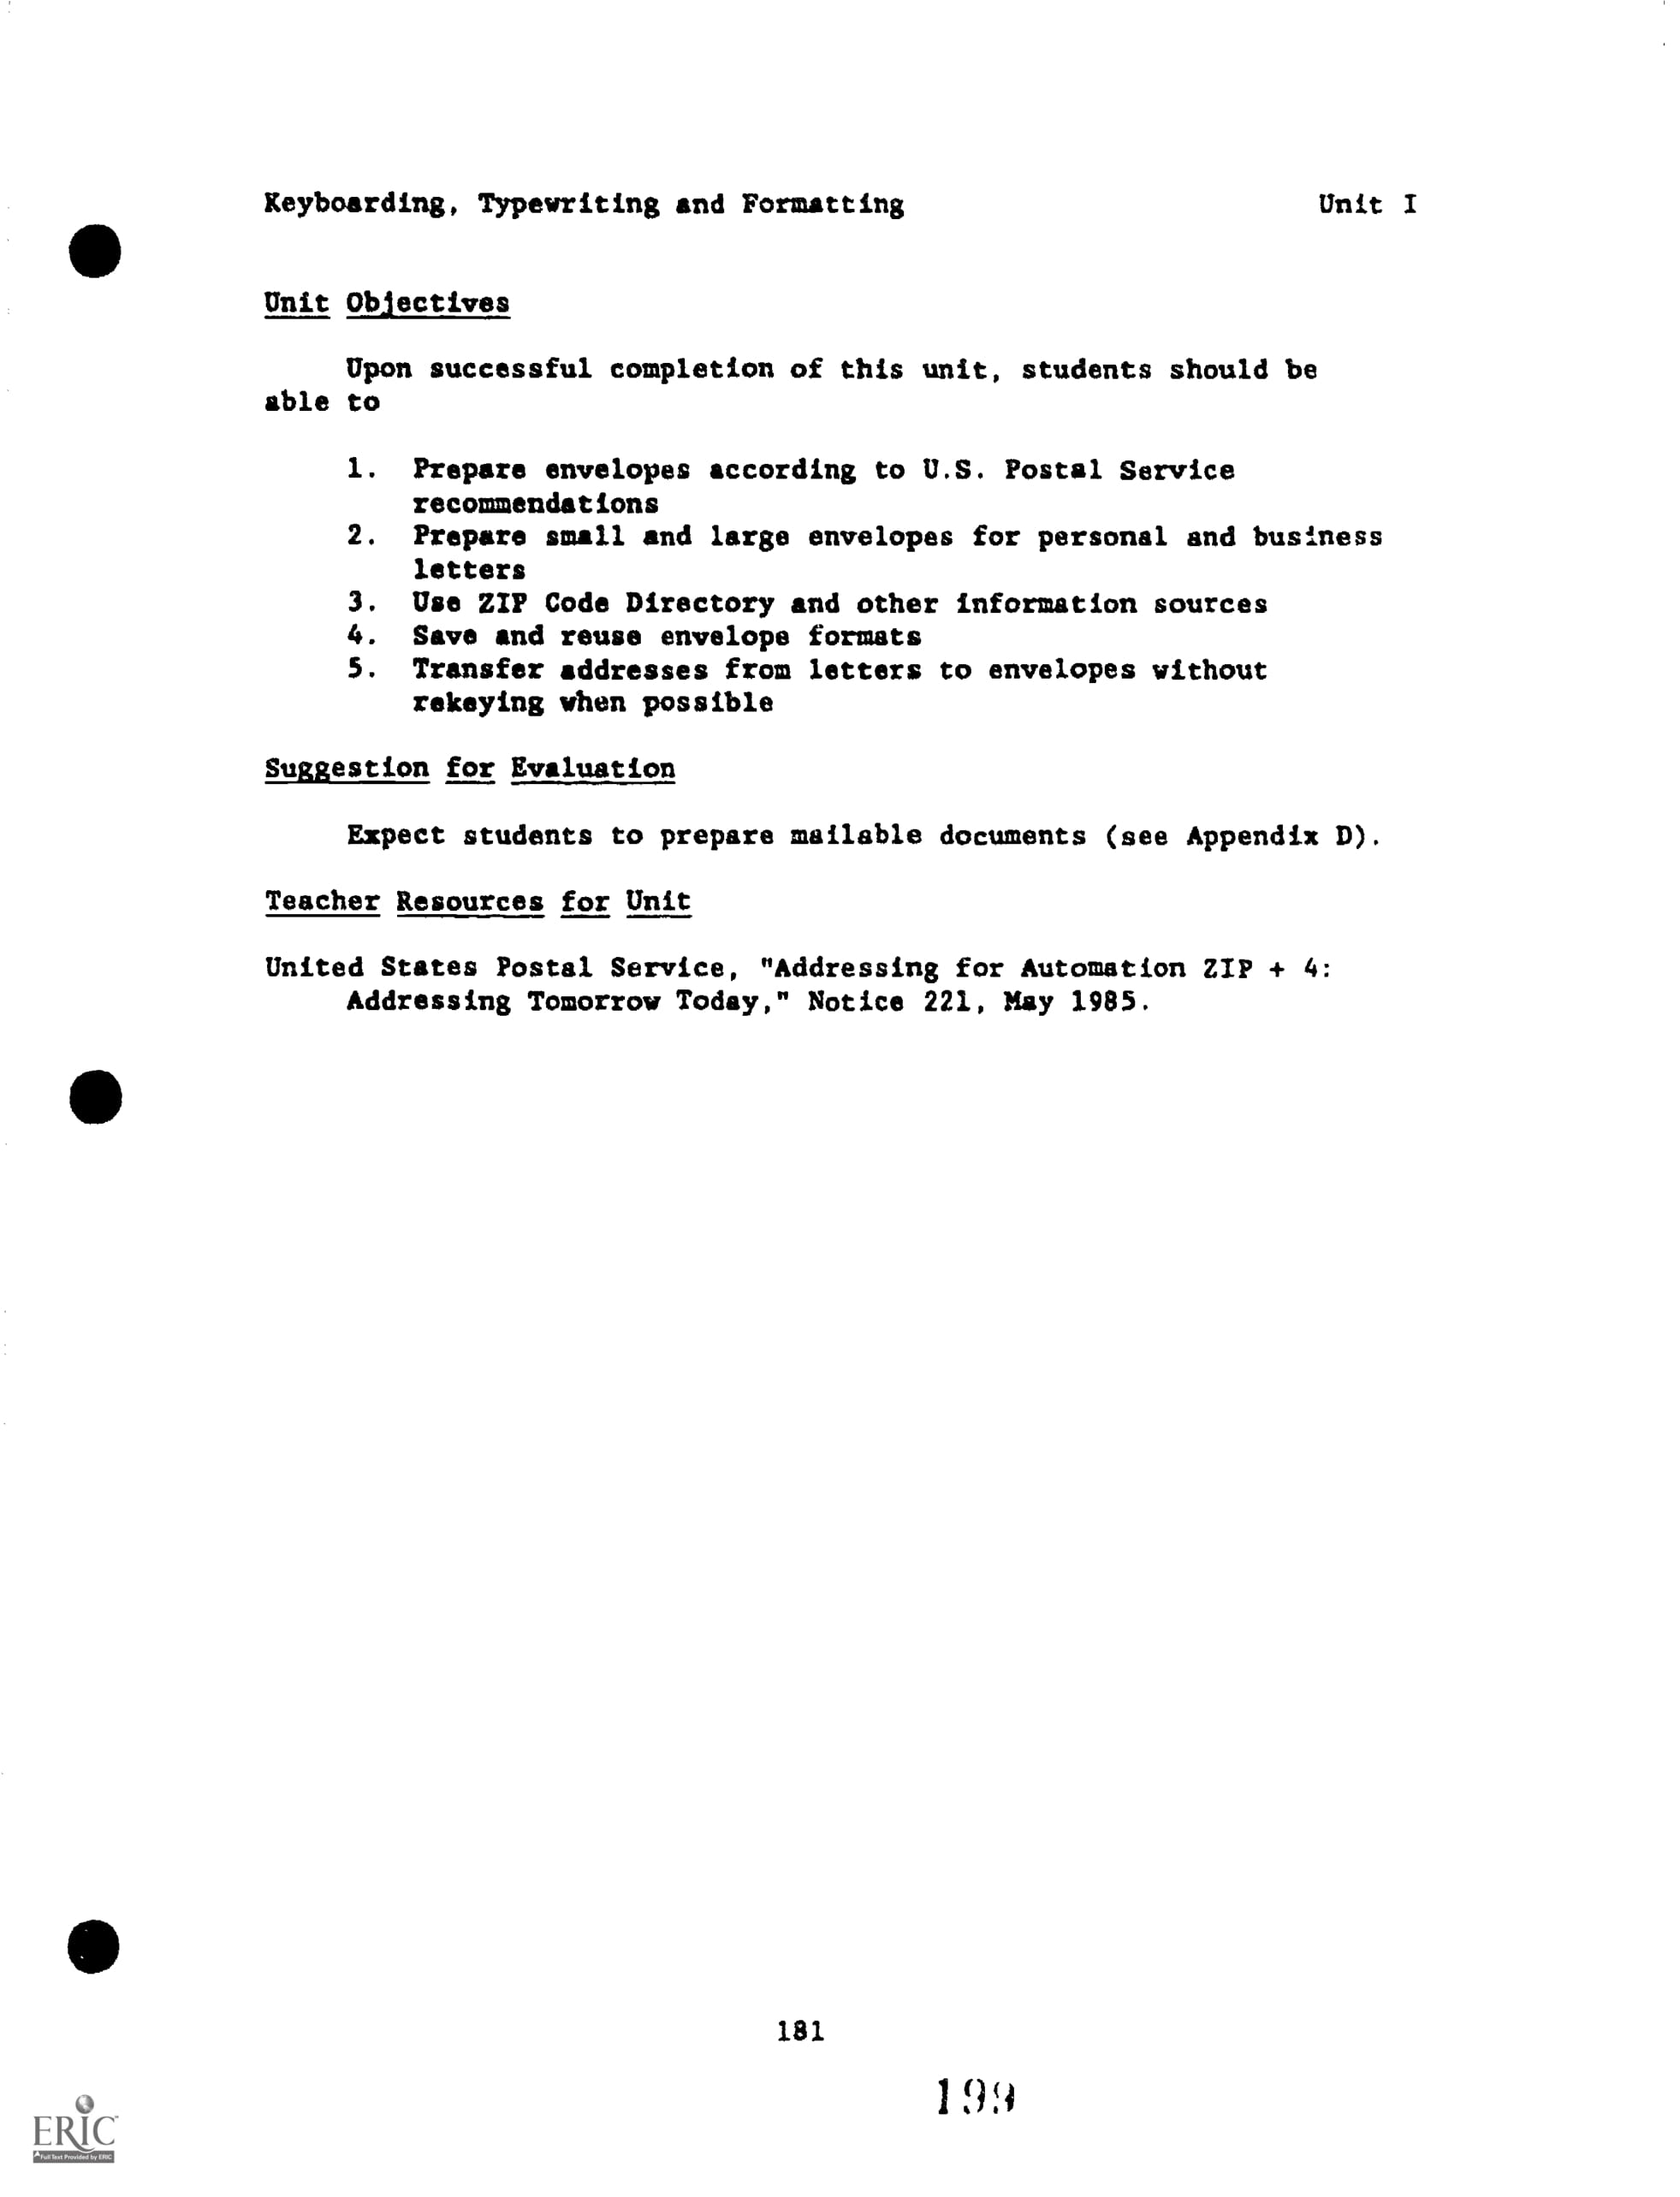 Keyboarding, Typewriting and Formatting Unit I
Unit Objectives
Upon successful completion of this unit, students should be
able to
1. Prepare envelopes according to U.S. Postal Service
recommendations
2. Prepare small and large envelopes for personal and business
letters
3. Use ZIP Code Directory and other information sources
4. Save and reuse envelope formats
5. Transfer addresses from letters to envelopes without
rekeying when possible
Suggestion for Evaluation
Expect students to prepare mailable documents (see Appendix D).
Teacher Resources for Unit
United States Postal Service, "Addressing for Automation ZIP + 4:
Addressing Tomorrow Today," Notice 221, May 1985.
181
199
ERIC
Full Text Provided by ERIC